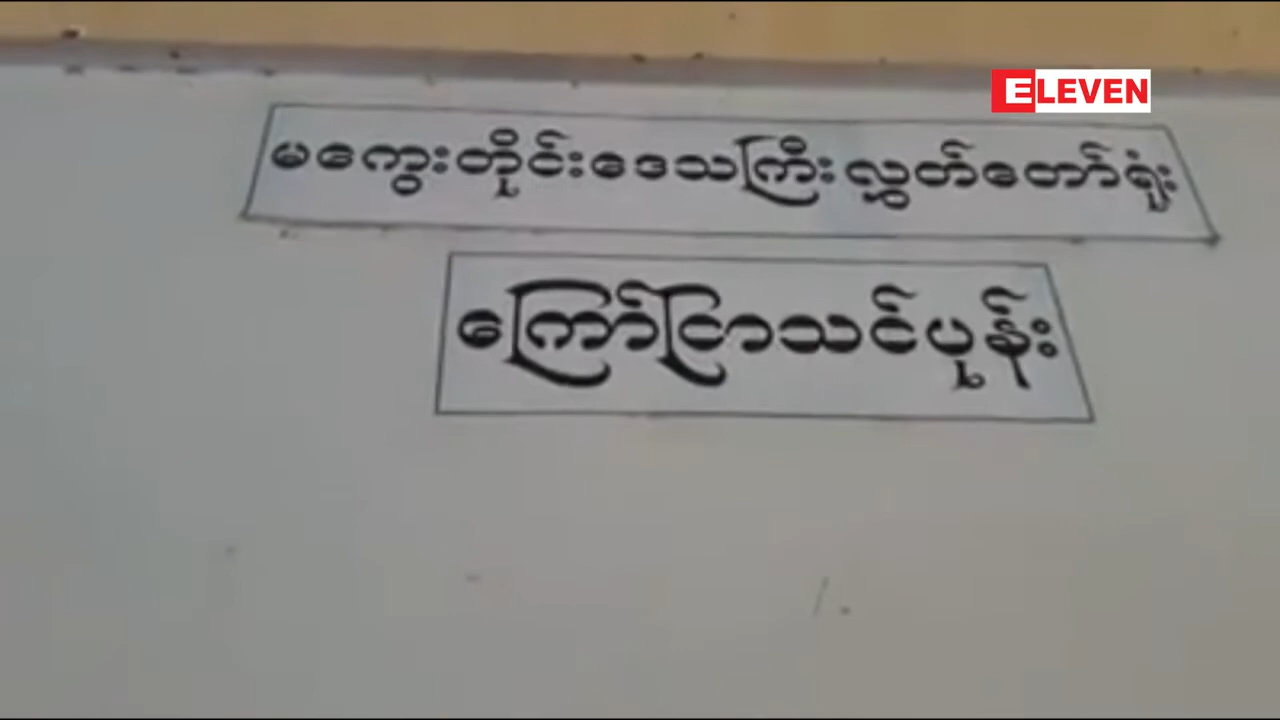 ELEVEN
မကွေးတိုင်းဒေသကြီးလွှတ်တော်ရုံး
ကြော်ငြာသင်ပုန်း